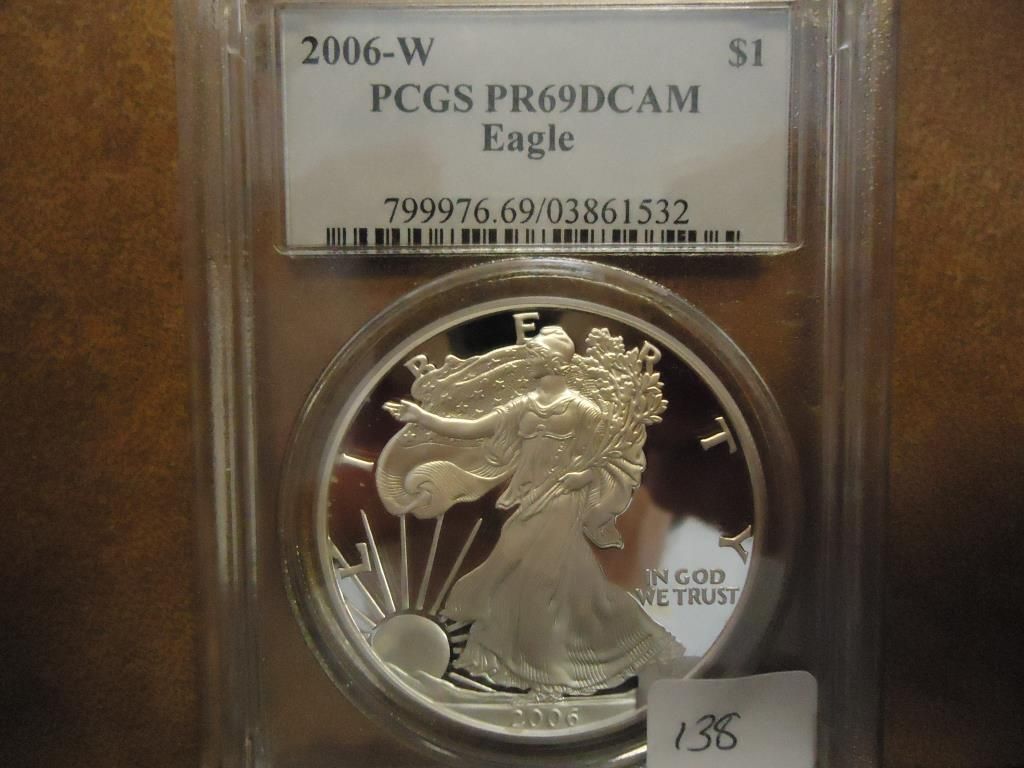 2006-W $1
PCGS PR69DCAM
Eagle
799976.69/03861532
LIBERTY
IN GOD
WE TRUST
2006
138